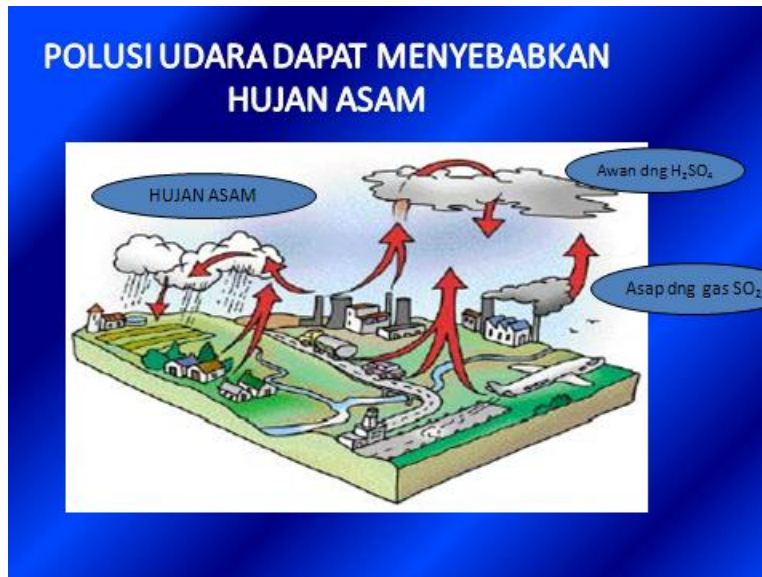 POLUSI UDARA DAPAT MENYEBABKAN
HUJAN ASAM
Awan dng H₂SO₄
HUJAN ASAM
Asap dng gas SO₂